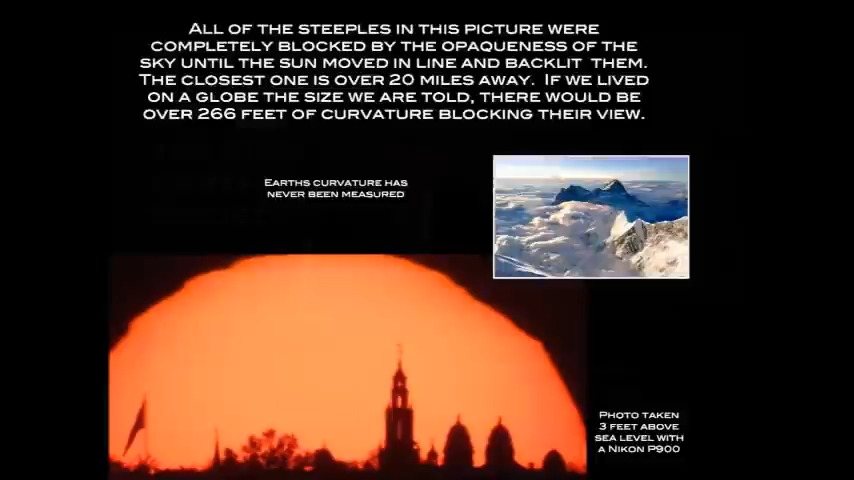 ALL OF THE STEEPLES IN THIS PICTURE WERE
COMPLETELY BLOCKED BY THE OPAQUENESS OF THE
SKY UNTIL THE SUN MOVED IN LINE AND BACKLIT THEM.
THE CLOSEST ONE IS OVER 20 MILES AWAY. IF WE LIVED
ON A GLOBE THE SIZE WE ARE TOLD, THERE WOULD BE
OVER 266 FEET OF CURVATURE BLOCKING THEIR VIEW.
EARTHS CURVATURE HAS
NEVER BEEN MEASURED
PHOTO TAKEN
3 FEET ABOVE
SEA LEVEL WITH
A NIKON P900